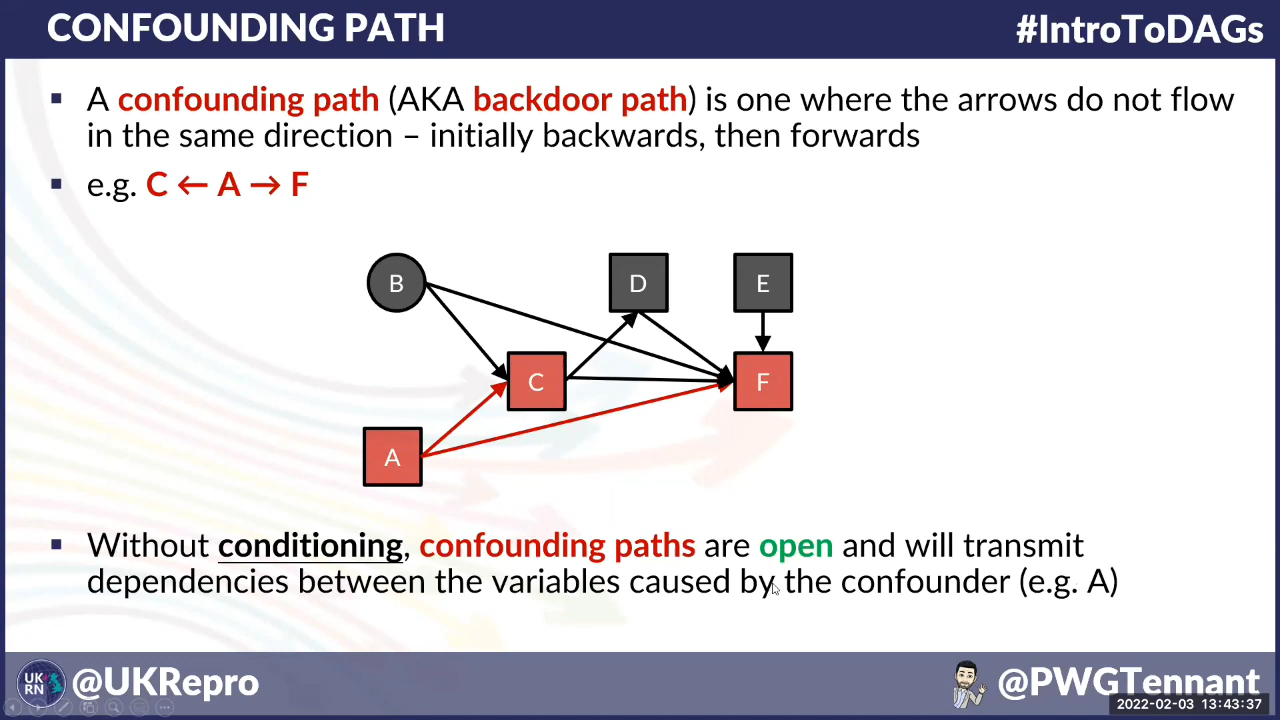 CONFOUNDING PATH
#IntroToDAGs
▪ A confounding path (AKA backdoor path) is one where the arrows do not flow
in the same direction – initially backwards, then forwards
▪ e.g. C ← A → F
B
D
E
C
F
A
▪ Without conditioning, confounding paths are open and will transmit
dependencies between the variables caused by the confounder (e.g. A)
UK
RN
@UKRepro
@PWGTennant
2022-02-03 13:43:37